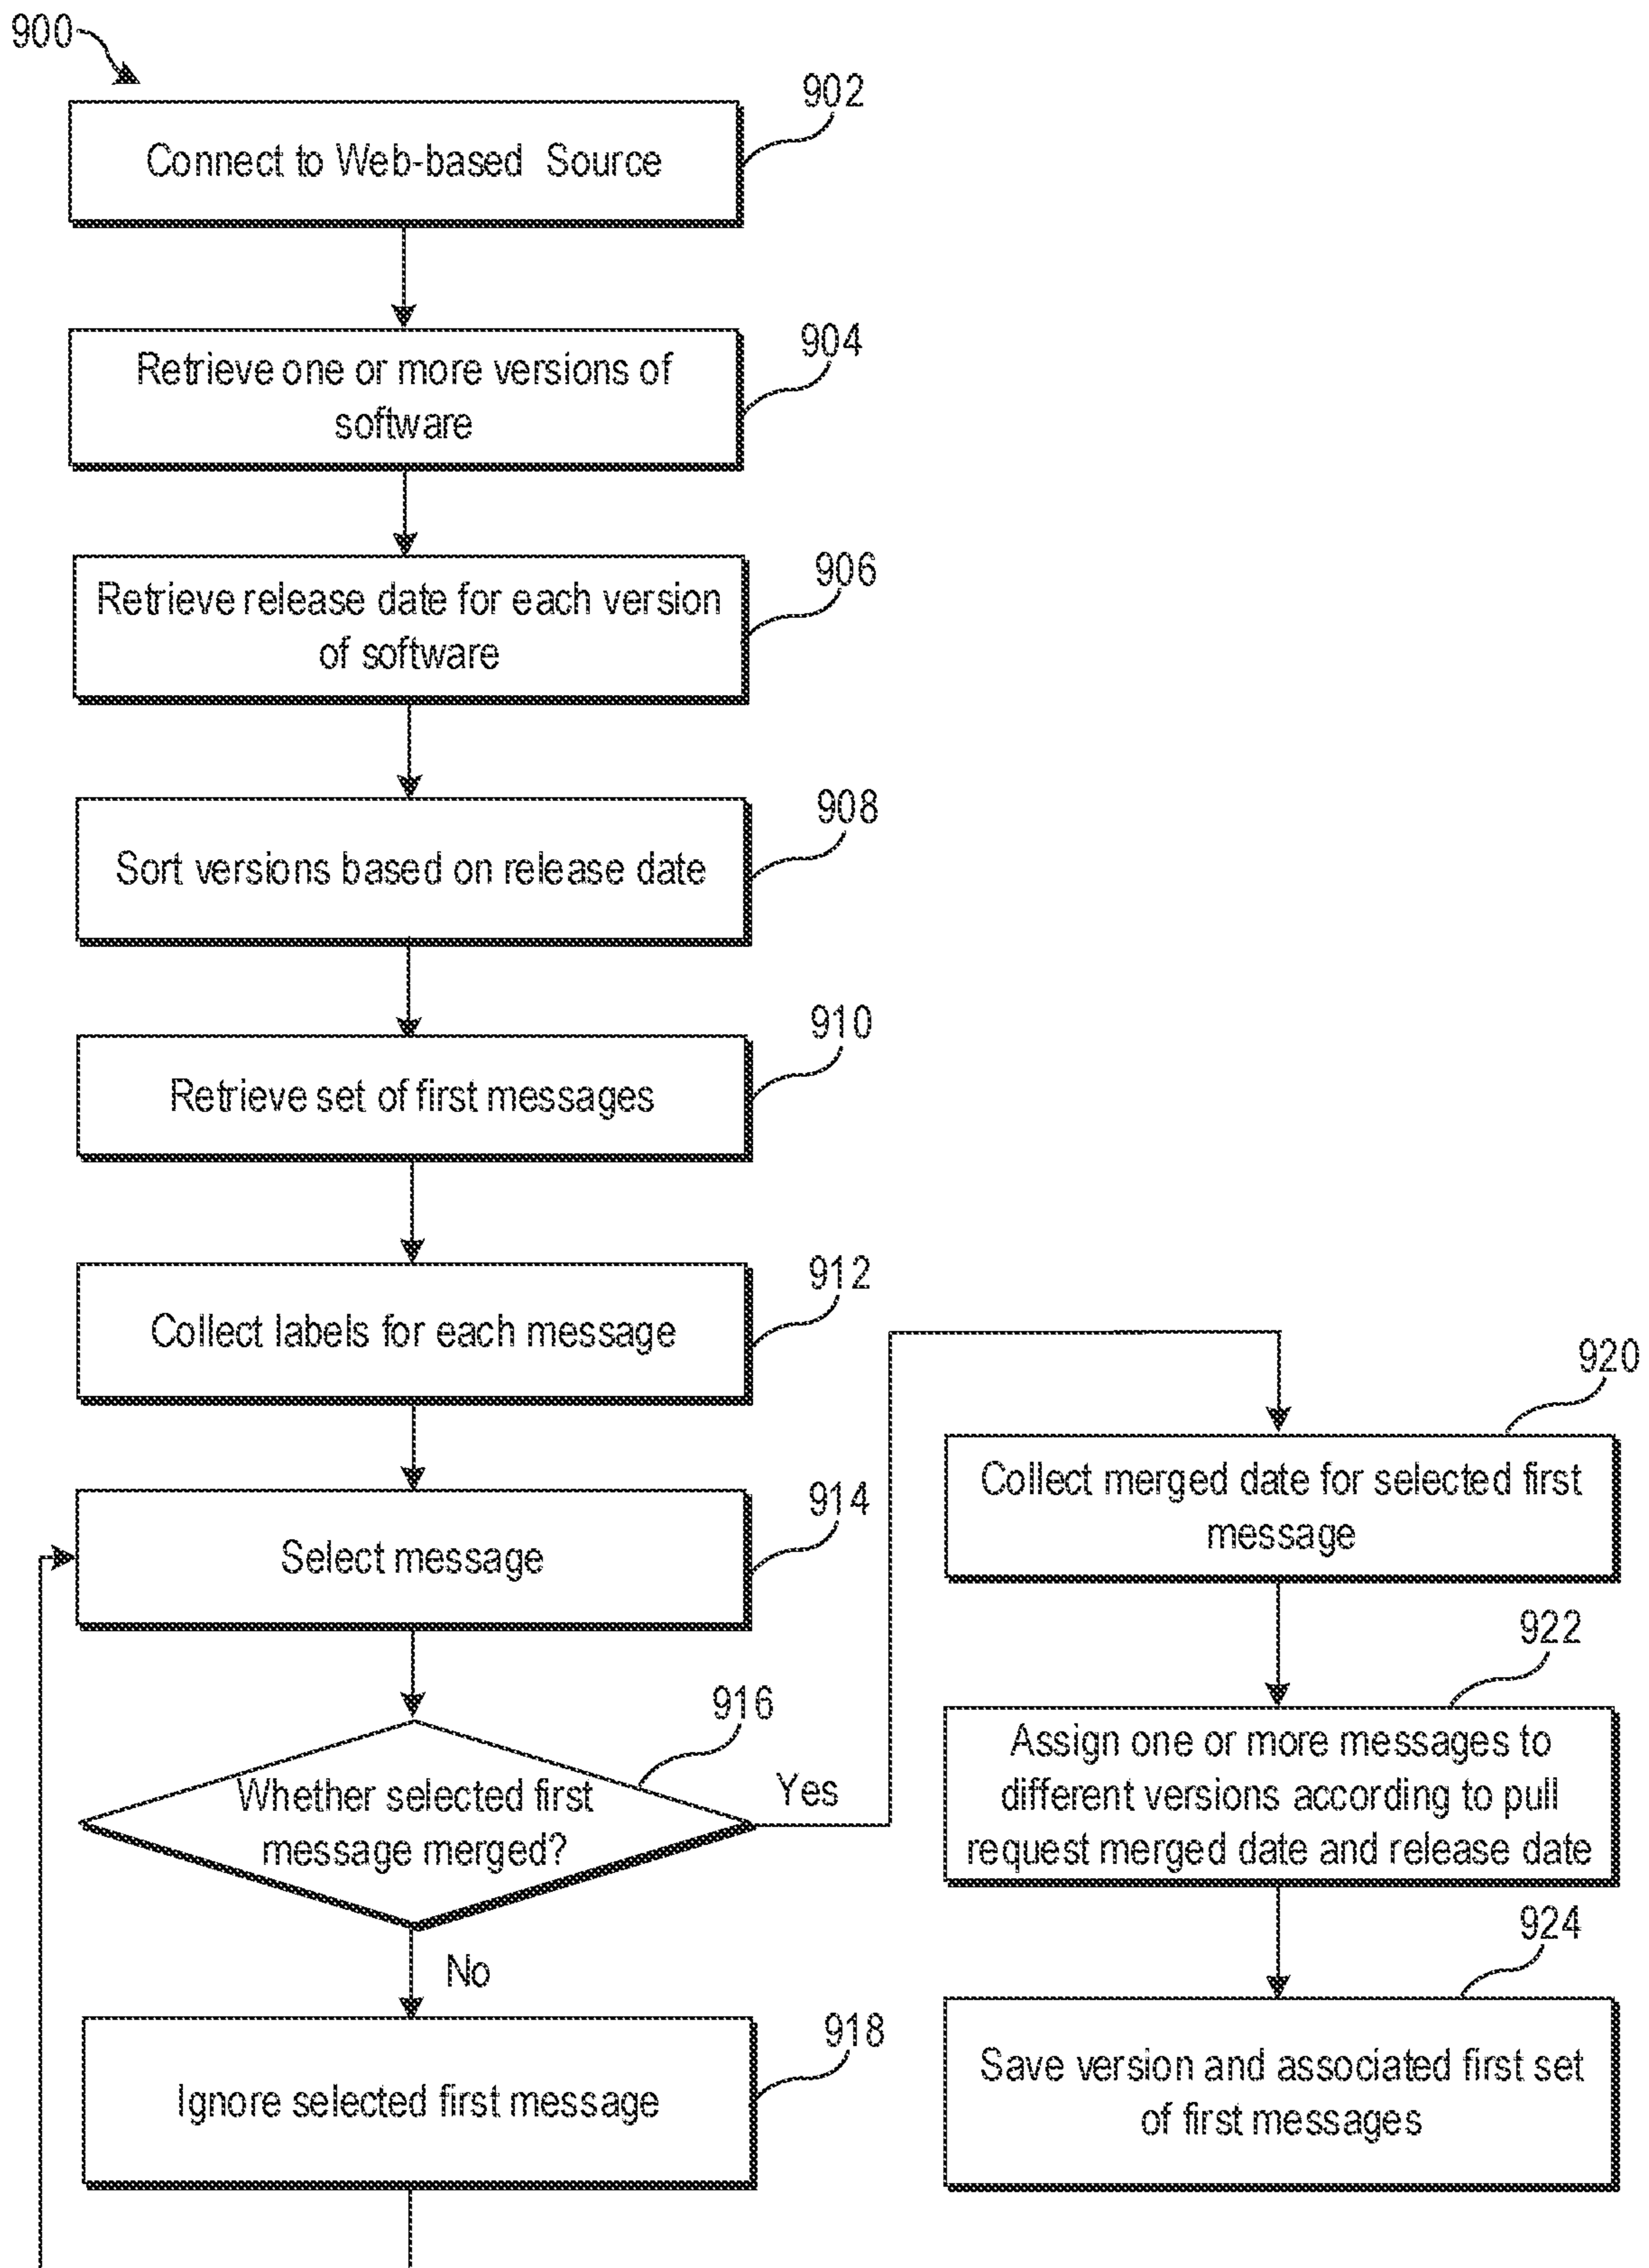 900
902
Connect to Web-based Source
904
Retrieve one or more versions of
software
906
Retrieve release date for each version
of software
908
Sort versions based on release date
910
Retrieve set of first messages
912
Collect labels for each message
914
Select message
916
Whether selected first
message merged?
Yes
No
918
Ignore selected first message
920
Collect merged date for selected first
message
922
Assign one or more messages to
different versions according to pull
request merged date and release date
924
Save version and associated first set
of first messages